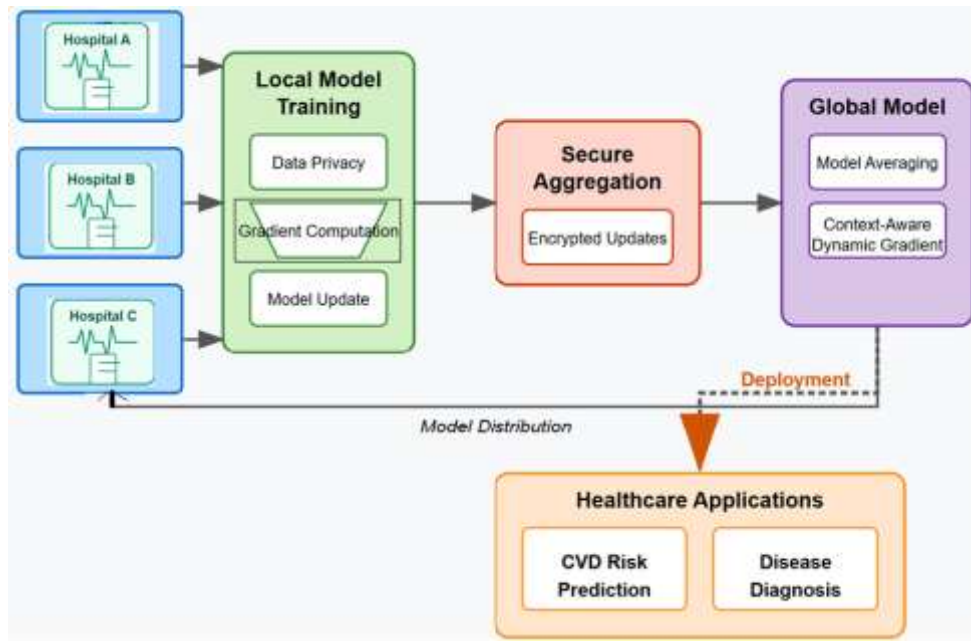 Hospital A
Hospital B
Hospital C
Local Model
Training
Data Privacy
Gradient Computation
Model Update
Secure
Aggregation
Encrypted Updates
Global Model
Model Averaging
Context-Aware
Dynamic Gradient
Deployment
Model Distribution
Healthcare Applications
CVD Risk
Prediction
Disease
Diagnosis